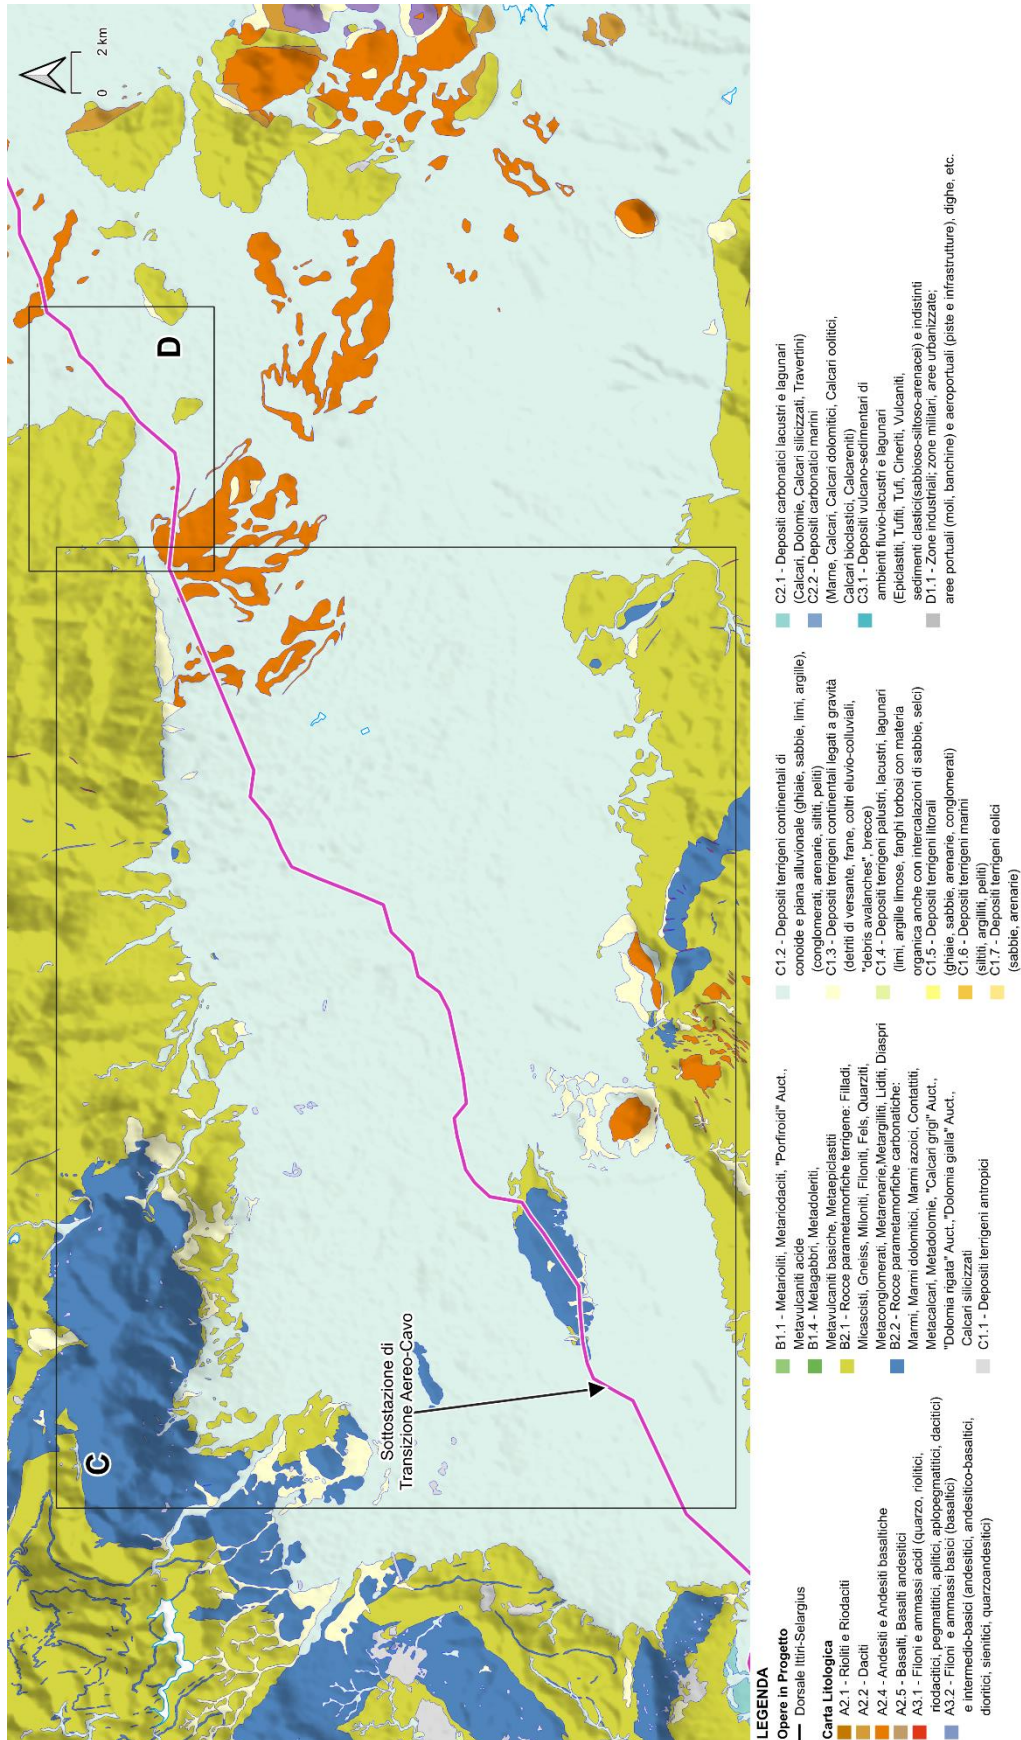 0 2 km
D
C
Sottostazione di
Transizione Aereo-Cavo
LEGENDA
Opere in Progetto
Dorsale Ittiri-Selargius
Carta Litologica
A2.1 - Rioliti e Riodaciti
A2.2 - Daciti
A2.4 - Andesiti e Andesiti basaltiche
A2.5 - Basalti, Basalti andesitici
A3.1 - Filoni e ammassi acidi (quarzo, riolitici,
riodacitici, pegmatitici, aplitici, aplopegmatitici, dacitici)
A3.2 - Filoni e ammassi basici (basaltici)
e intermedio-basici (andesitici, andesitico-basaltici,
dioritici, sienitici, quarzoandesitici)
B1.1 - Metarioliti, Metariodaciti, "Porfiroidi" Auct.,
Metavulcaniti acide
B1.4 - Metagabbri, Metadoleriti,
Metavulcaniti basiche, Metaepiclastiti
B2.1 - Rocce parametamorfiche terrigene: Filladi,
Micascisti, Gneiss, Miloniti, Filoniti, Fels, Quarziti,
Metaconglomerati, Metarenarie, Metargilliti, Liditi, Diaspri
B2.2 - Rocce parametamorfiche carbonatiche:
Marmi, Marmi dolomitici, Marmi azoici, Contattiti,
Metacalcari, Metadolomie, "Calcari grigi" Auct.,
"Dolomia rigata" Auct., "Dolomia gialla" Auct.,
Calcari silicizzati
C1.1 - Depositi terrigeni antropici
C1.2 - Depositi terrigeni continentali di
conoide e piana alluvionale (ghiaie, sabbie, limi, argille),
(conglomerati, arenarie, siltiti, peliti)
C1.3 - Depositi terrigeni continentali legati a gravità
(detriti di versante, frane, coltri eluvio-colluviali,
"debris avalanches", brecce)
C1.4 - Depositi terrigeni palustri, lacustri, lagunari
(limi, argille limose, fanghi torbosi con materia
organica anche con intercalazioni di sabbie, selci)
C1.5 - Depositi terrigeni litorali
(ghiaie, sabbie, arenarie, conglomerati)
C1.6 - Depositi terrigeni marini
(siltiti, argilliti, peliti)
C1.7 - Depositi terrigeni eolici
(sabbie, arenarie)
C2.1 - Depositi carbonatici lacustri e lagunari
(Calcari, Dolomie, Calcari silicizzati, Travertini)
C2.2 - Depositi carbonatici marini
(Marne, Calcari, Calcari dolomitici, Calcari oolitici,
Calcari bioclastici, Calcareniti)
C3.1 - Depositi vulcano-sedimentari di
ambienti fluvio-lacustri e lagunari
(Epiclastiti, Tufiti, Tufi, Cineriti, Vulcaniti,
sedimenti clastici(sabbioso-siltoso-arenacei) e indistinti
D1.1 - Zone industriali; zone militari, aree urbanizzate;
aree portuali (moli, banchine) e aeroportuali (piste e infrastrutture), dighe, etc.